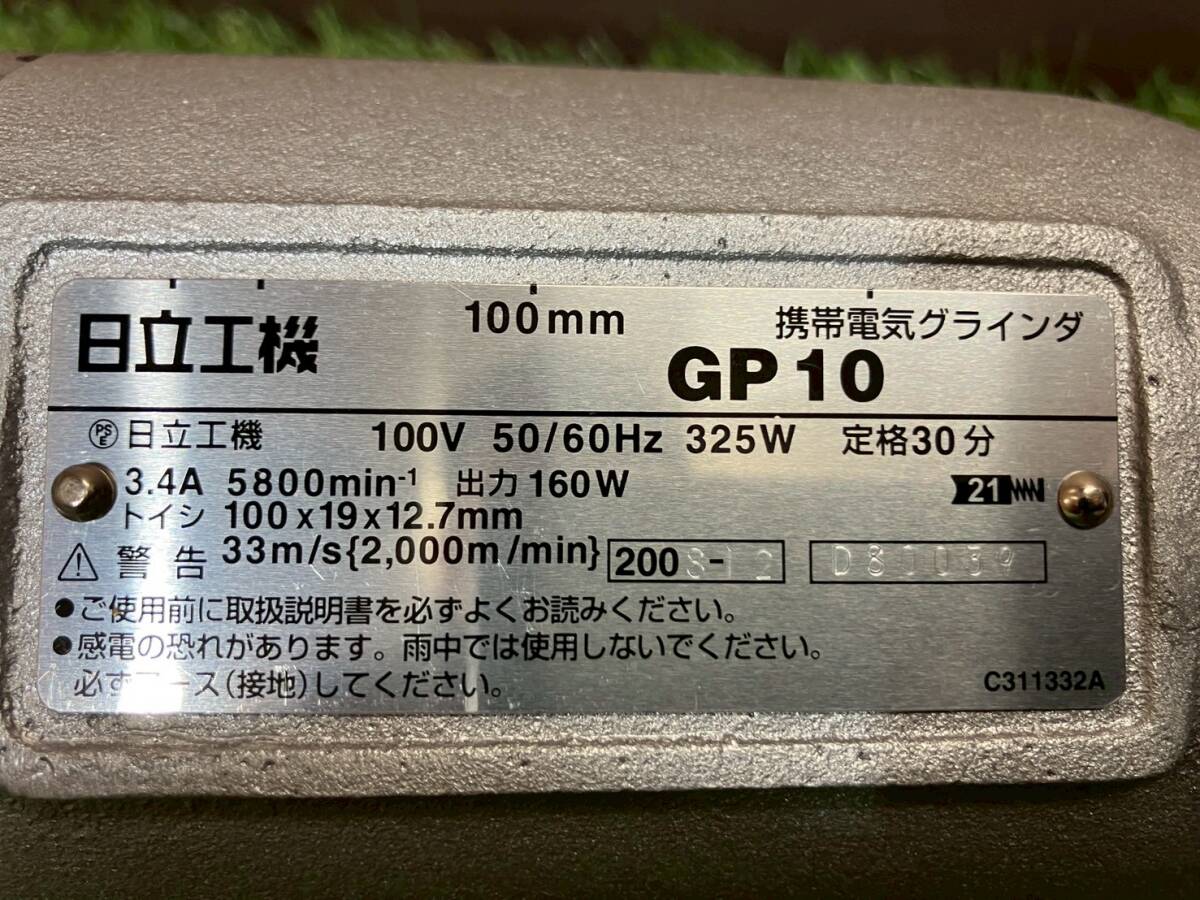 日立工機 100mm 携帯電気グラインダ
GP10
PSE 日立工機 100V 50/60Hz 325W 定格30分
3.4A 5800min⁻¹ 出力160W 21
トイシ 100x19x12.7mm
警告 33m/s{2,000m/min} 200 -
●ご使用前に取扱説明書を必ずよくお読みください。
●感電の恐れがあります。雨中では使用しないでください。
必ずアース(接地)してください。 C311332A